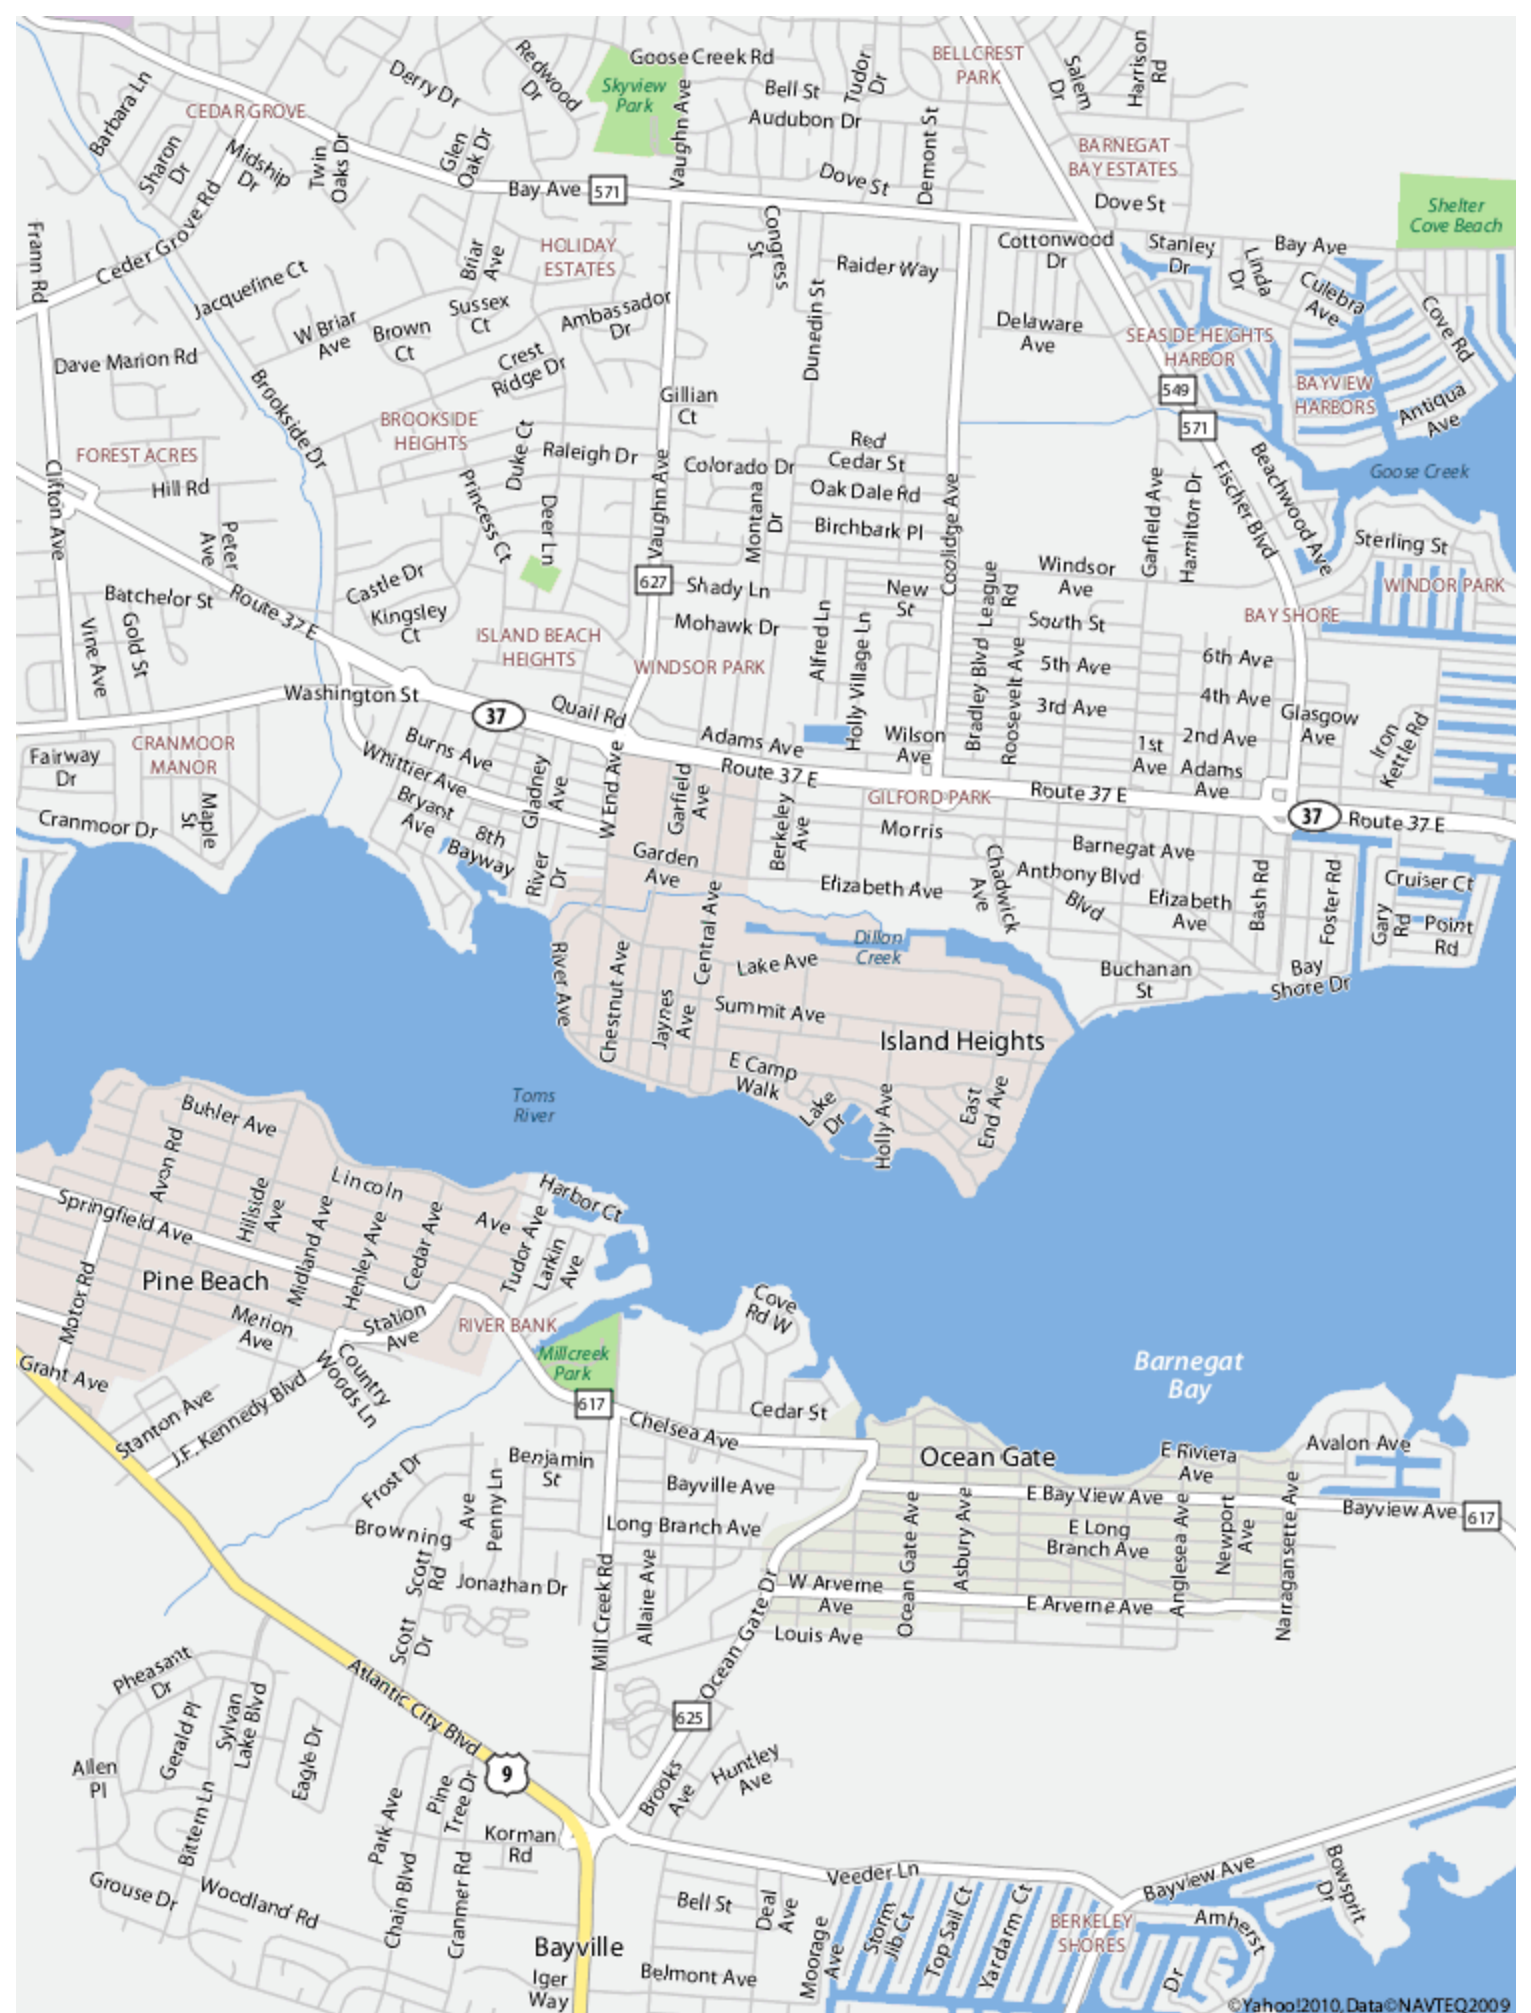 Goose Creek Rd
BELLCREST
PARK
Redwood
Dr
Derry Dr
Skyview
Park
Bell St
Tudor
Dr
Salem
Dr
Harrison
Rd
Barbara Ln
CEDAR GROVE
Vaughn Ave
Audubon Dr
Demont St
BARNEGAT
BAY ESTATES
Sharon
Dr
Midship
Dr
Twin
Oaks Dr
Glen
Oak Dr
Bay Ave
571
Dove St
Dove St
Shelter
Cove Beach
Frann Rd
Ceder Grove Rd
Briar
Ave
HOLIDAY
ESTATES
Congress
St
Raider Way
Cottonwood
Dr
Stanley
Dr
Linda
Dr
Bay Ave
Culebra
Ave
Cove Rd
Jacqueline Ct
W Briar
Ave
Brown
Ct
Sussex
Ct
Ambassador
Dr
Dunedin St
Delaware
Ave
SEASIDE HEIGHTS
HARBOR
Dave Marion Rd
Crest
Ridge Dr
549
BAYVIEW
HARBORS
Antiqua
Ave
Brookside Dr
BROOKSIDE
HEIGHTS
Gillian
Ct
571
FOREST ACRES
Duke Ct
Raleigh Dr
Colorado Dr
Red
Cedar St
Goose Creek
Clifton Ave
Hill Rd
Princess Ct
Deer Ln
Vaughn Ave
Montana
Dr
Oak Dale Rd
Birchbark Pl
Coolidge Ave
Garfield Ave
Hamilton Dr
Fischer Blvd
Beachwood Ave
Peter
Ave
Sterling St
Batchelor St
Route 37 E
Castle Dr
Kingsley
Ct
627
Shady Ln
New
St
League
Rd
Windsor
Ave
WINDOR PARK
Vine Ave
Gold St
ISLAND BEACH
HEIGHTS
Mohawk Dr
WINDSOR PARK
Alfred Ln
Holly Village Ln
Bradley Blvd
Roosevelt Ave
South St
BAY SHORE
5th Ave
6th Ave
3rd Ave
4th Ave
Washington St
37
Quail Rd
Adams Ave
Wilson
Ave
1st
Ave
2nd Ave
Glasgow
Ave
Iron
Kettle Rd
Fairway
Dr
CRANMOOR
MANOR
Burns Ave
Whittier Ave
Gladney
Ave
W End Ave
Garfield
Ave
Route 37 E
GILFORD PARK
Route 37 E
Adams
Ave
37
Route 37 E
Cranmoor Dr
Maple
St
Bryant
Ave
8th
Bayway
River
Dr
Garden
Ave
Berkeley
Ave
Morris
Chadwick
Ave
Barnegat Ave
Anthony Blvd
Blvd
Elizabeth Ave
Elizabeth
Ave
Bash Rd
Foster Rd
Gary
Rd
Cruiser Ct
Point
Rd
River Ave
Chestnut Ave
Central Ave
Lake Ave
Dillon
Creek
Buchanan
St
Bay
Shore Dr
Jaynes
Ave
Summit Ave
Island Heights
Toms
River
E Camp
Walk
Lake
Dr
Holly Ave
East
End Ave
Buhler Ave
Avon Rd
Lincoln
Ave
Harbor Ct
Springfield Ave
Hillside
Ave
Midland Ave
Henley Ave
Cedar Ave
Tudor Ave
Larkin
Ave
Pine Beach
Motor Rd
Merion
Ave
Station
Ave
RIVER BANK
Cove
Rd W
Grant Ave
Country
Woods Ln
Millcreek
Park
Barnegat
Bay
Stanton Ave
J.F. Kennedy Blvd
617
Chelsea Ave
Cedar St
Frost Dr
Benjamin
St
Bayville Ave
Ocean Gate
E Riviera
Ave
Avalon Ave
Browning
Ave
Penny Ln
Long Branch Ave
E Bay View Ave
Bayview Ave
617
E Long
Branch Ave
Newport
Ave
Anglesea Ave
Narragansette Ave
Scott
Rd
Jonathan Dr
Mill Creek Rd
Allaire Ave
Ocean Gate Dr
W Arverne
Ave
Ocean Gate Ave
Asbury Ave
E Arverne Ave
Louis Ave
Scott
Dr
Pheasant
Dr
Atlantic City Blvd
Gerald Pl
Sylvan
Lake Blvd
Eagle Dr
625
Allen
Pl
9
Brooks
Ave
Huntley
Ave
Bittern Ln
Park Ave
Pine
Tree Dr
Korman
Rd
Grouse Dr
Woodland Rd
Chain Blvd
Cranmer Rd
Veeder Ln
Bayview Ave
Bowsprit
Dr
Bell St
Deal
Ave
Moorage
Ave
Storm
Jib Ct
Top Sail Ct
Yardarm Ct
BERKELEY
SHORES
Amherst
Dr
Bayville
Iger
Way
Belmont Ave
©Yahoo!2010, Data©NAVTEQ2009